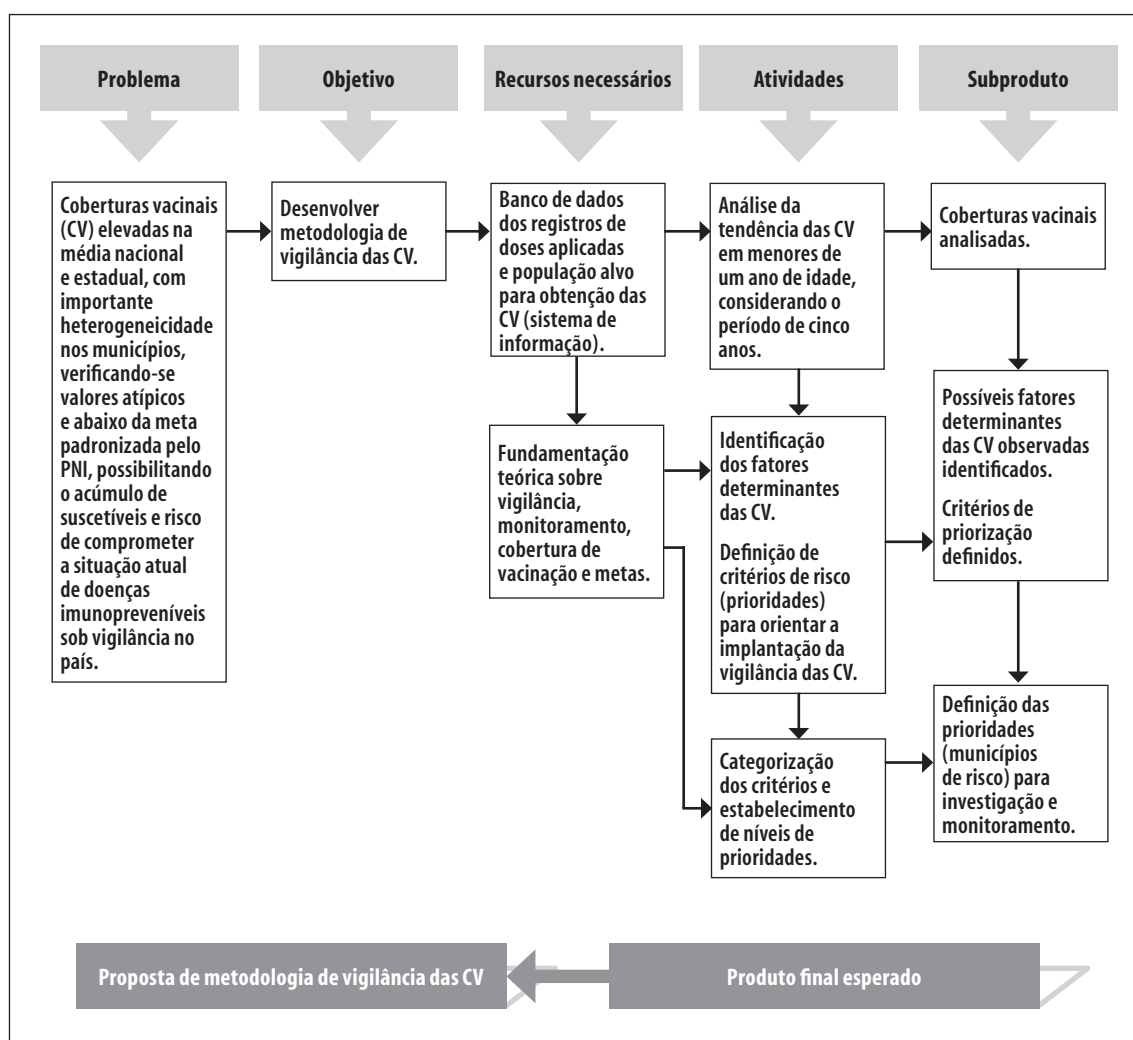 Problema
Objetivo
Recursos necessários
Atividades
Subproduto
Coberturas vacinais
(CV) elevadas na
média nacional
e estadual, com
importante
heterogeneicidade
nos municípios,
verificando-se
valores atípicos
e abaixo da meta
padronizada pelo
PNI, possibilitando
o acúmulo de
suscetíveis e risco
de comprometer
a situação atual
de doenças
imunopreveníveis
sob vigilância no
país.
Desenvolver
metodologia de
vigilância das CV.
Banco de dados
dos registros de
doses aplicadas
e população alvo
para obtenção das
CV (sistema de
informação).
Fundamentação
teórica sobre
vigilância,
monitoramento,
cobertura de
vacinação e metas.
Análise da
tendência das CV
em menores de
um ano de idade,
considerando o
período de cinco
anos.
Identificação
dos fatores
determinantes
das CV.
Definição de
critérios de risco
(prioridades)
para orientar a
implantação da
vigilância das CV.
Categorização
dos critérios e
estabelecimento
de níveis de
prioridades.
Coberturas vacinais
analisadas.
Possíveis fatores
determinantes
das CV observadas
identificados.
Critérios de
priorização
definidos.
Definição das
prioridades
(municípios
de risco) para
investigação e
monitoramento.
Proposta de metodologia de vigilância das CV
Produto final esperado